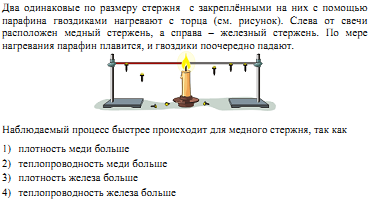 Два одинаковые по размеру стержня с закреплёнными на них с помощью
парафина гвоздиками нагревают с торца (см. рисунок). Слева от свечи
расположен медный стержень, а справа – железный стержень. По мере
нагревания парафин плавится, и гвоздики поочередно падают.
Наблюдаемый процесс быстрее происходит для медного стержня, так как
1) плотность меди больше
2) теплопроводность меди больше
3) плотность железа больше
4) теплопроводность железа больше